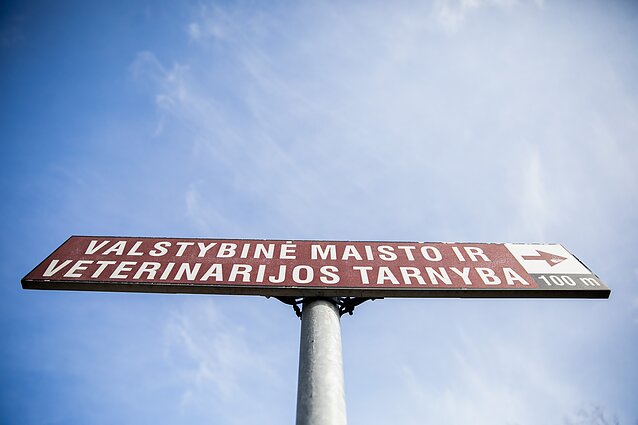 VALSTYBINĖ MAISTO IR
VETERINARIJOS TARNYBA
100 m